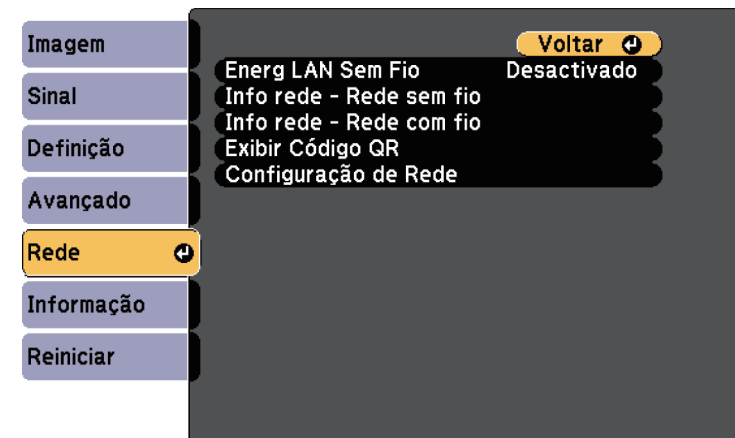 Imagem
Sinal
Definição
Avançado
Rede
Informação
Reiniciar
Voltar
Energ LAN Sem Fio Desactivado
Info rede - Rede sem fio
Info rede - Rede com fio
Exibir Código QR
Configuração de Rede